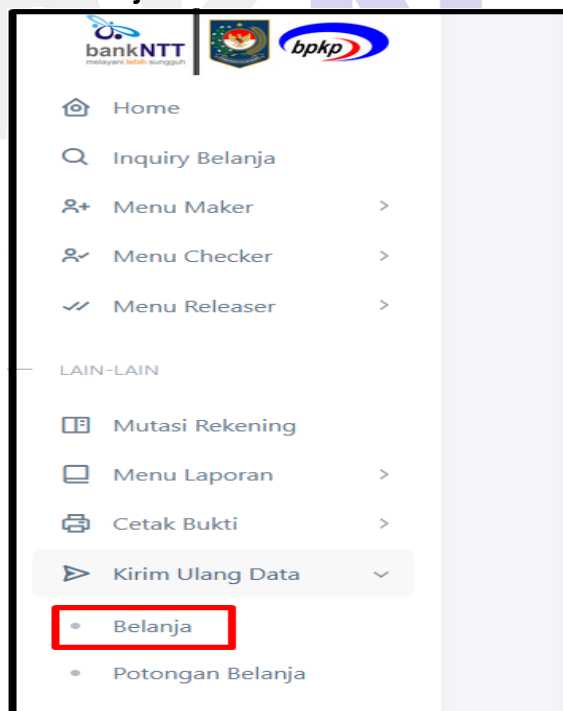 bankNTT
melayani lebih sungguh
bpkp
Home
Inquiry Belanja
Menu Maker
Menu Checker
Menu Releaser
LAIN-LAIN
Mutasi Rekening
Menu Laporan
Cetak Bukti
Kirim Ulang Data
Belanja
Potongan Belanja